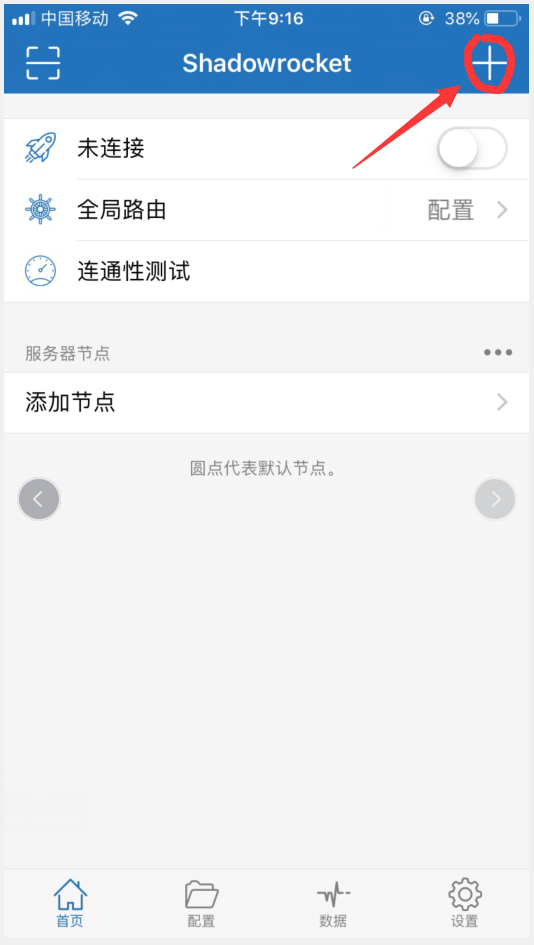 中国移动 下午9:16 38%
Shadowrocket
未连接
全局路由 配置
连通性测试
服务器节点
添加节点
圆点代表默认节点。
首页 配置 数据 设置